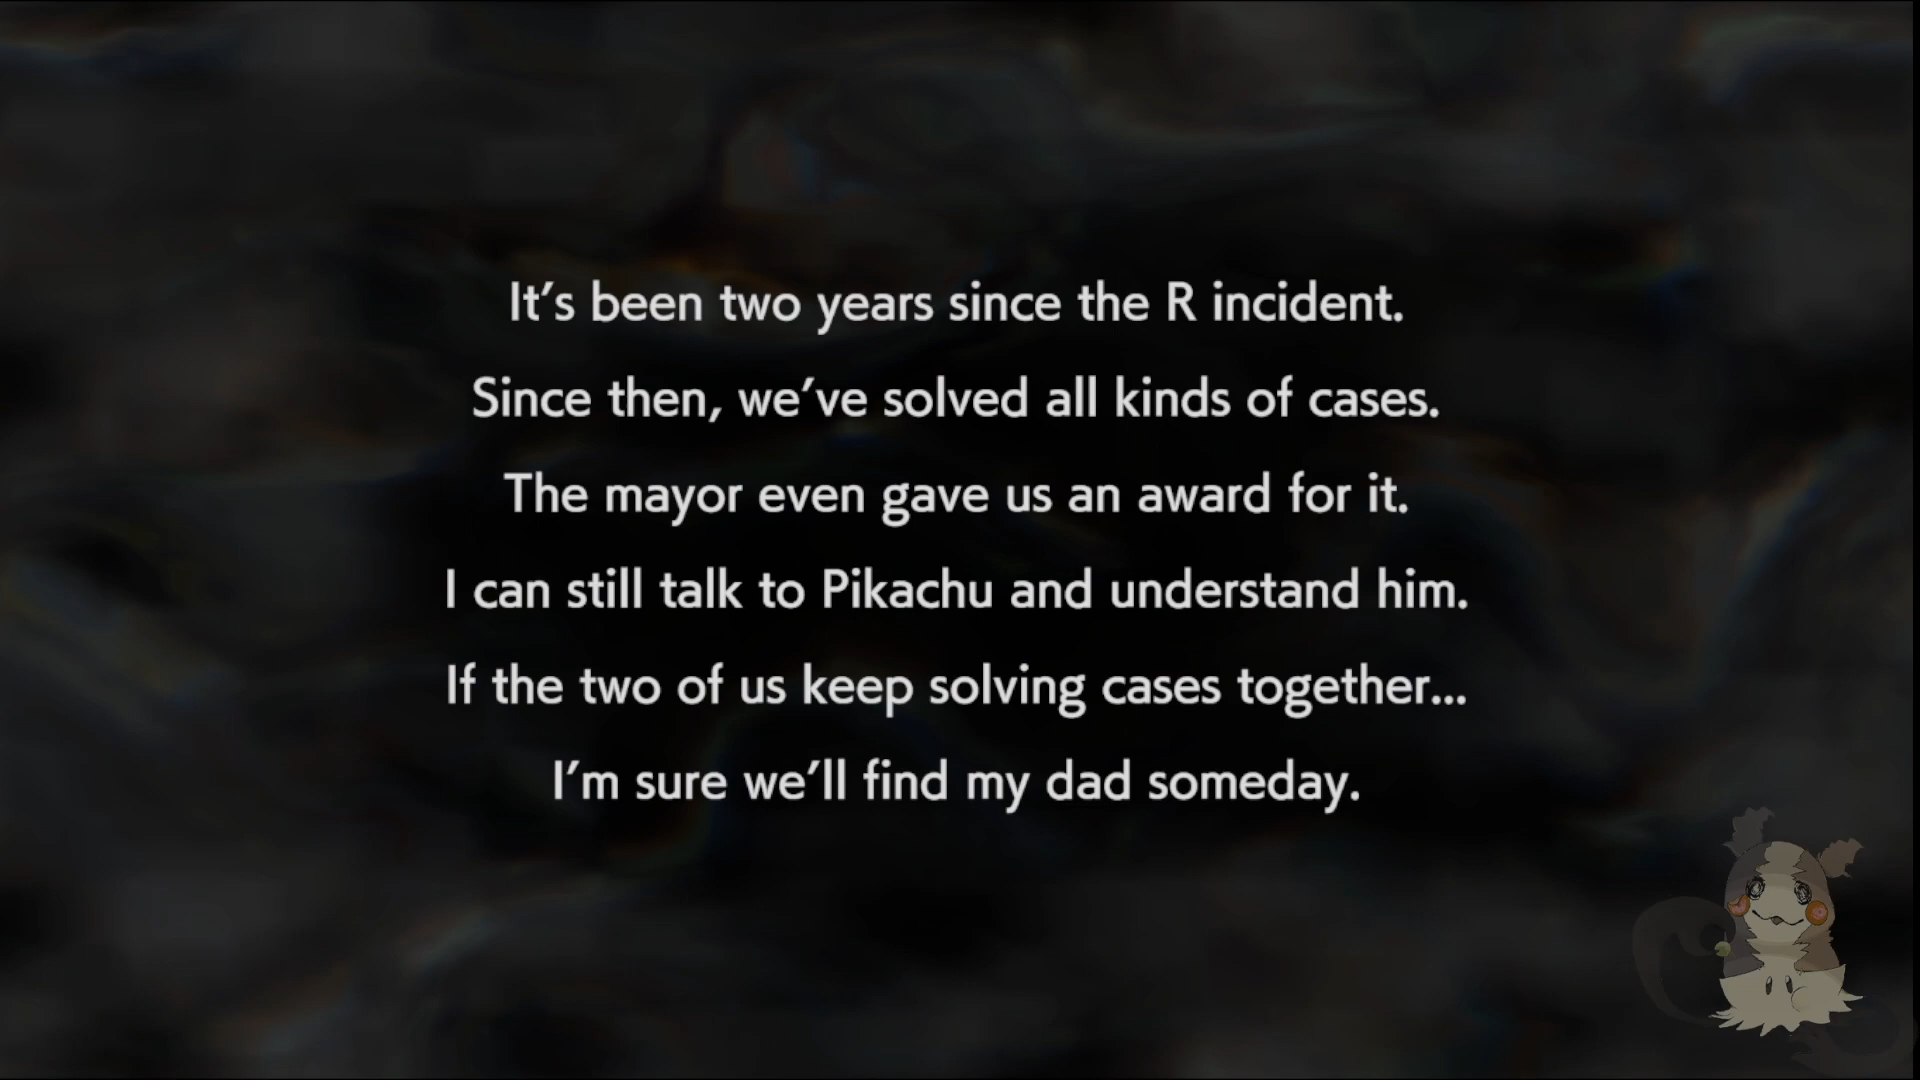 It's been two years since the R incident.
Since then, we've solved all kinds of cases.
The mayor even gave us an award for it.
I can still talk to Pikachu and understand him.
If the two of us keep solving cases together...
I'm sure we'll find my dad someday.